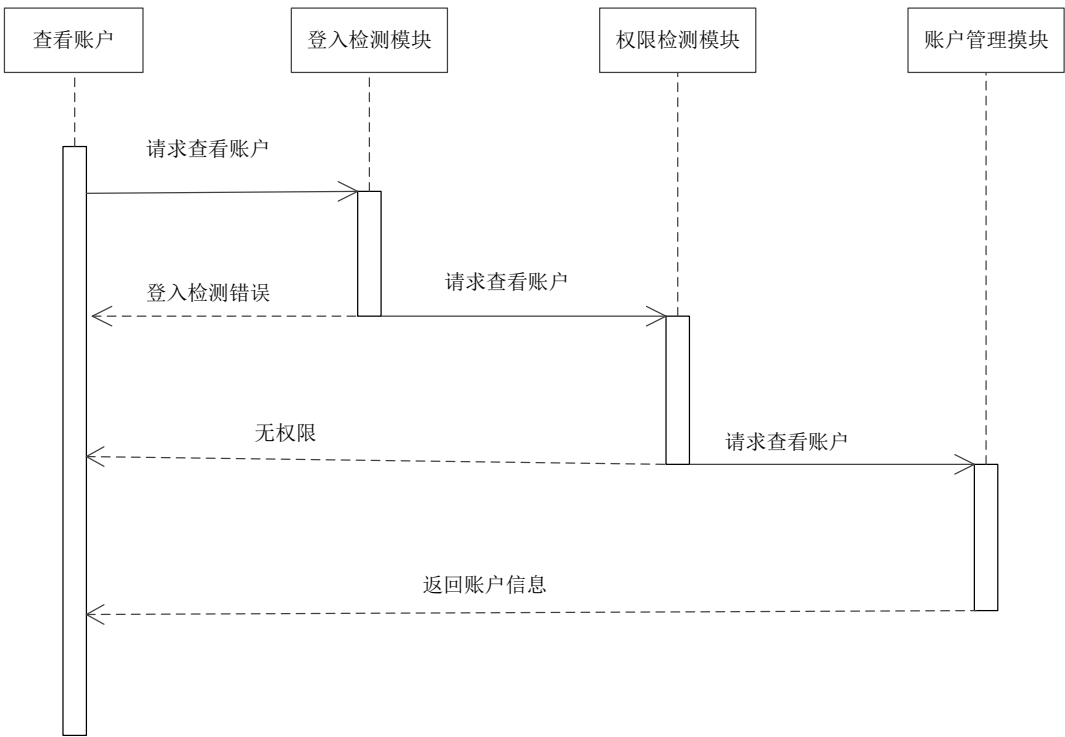 查看账户
登入检测模块
权限检测模块
账户管理摸块
请求查看账户
请求查看账户
登入检测错误
无权限
请求查看账户
返回账户信息